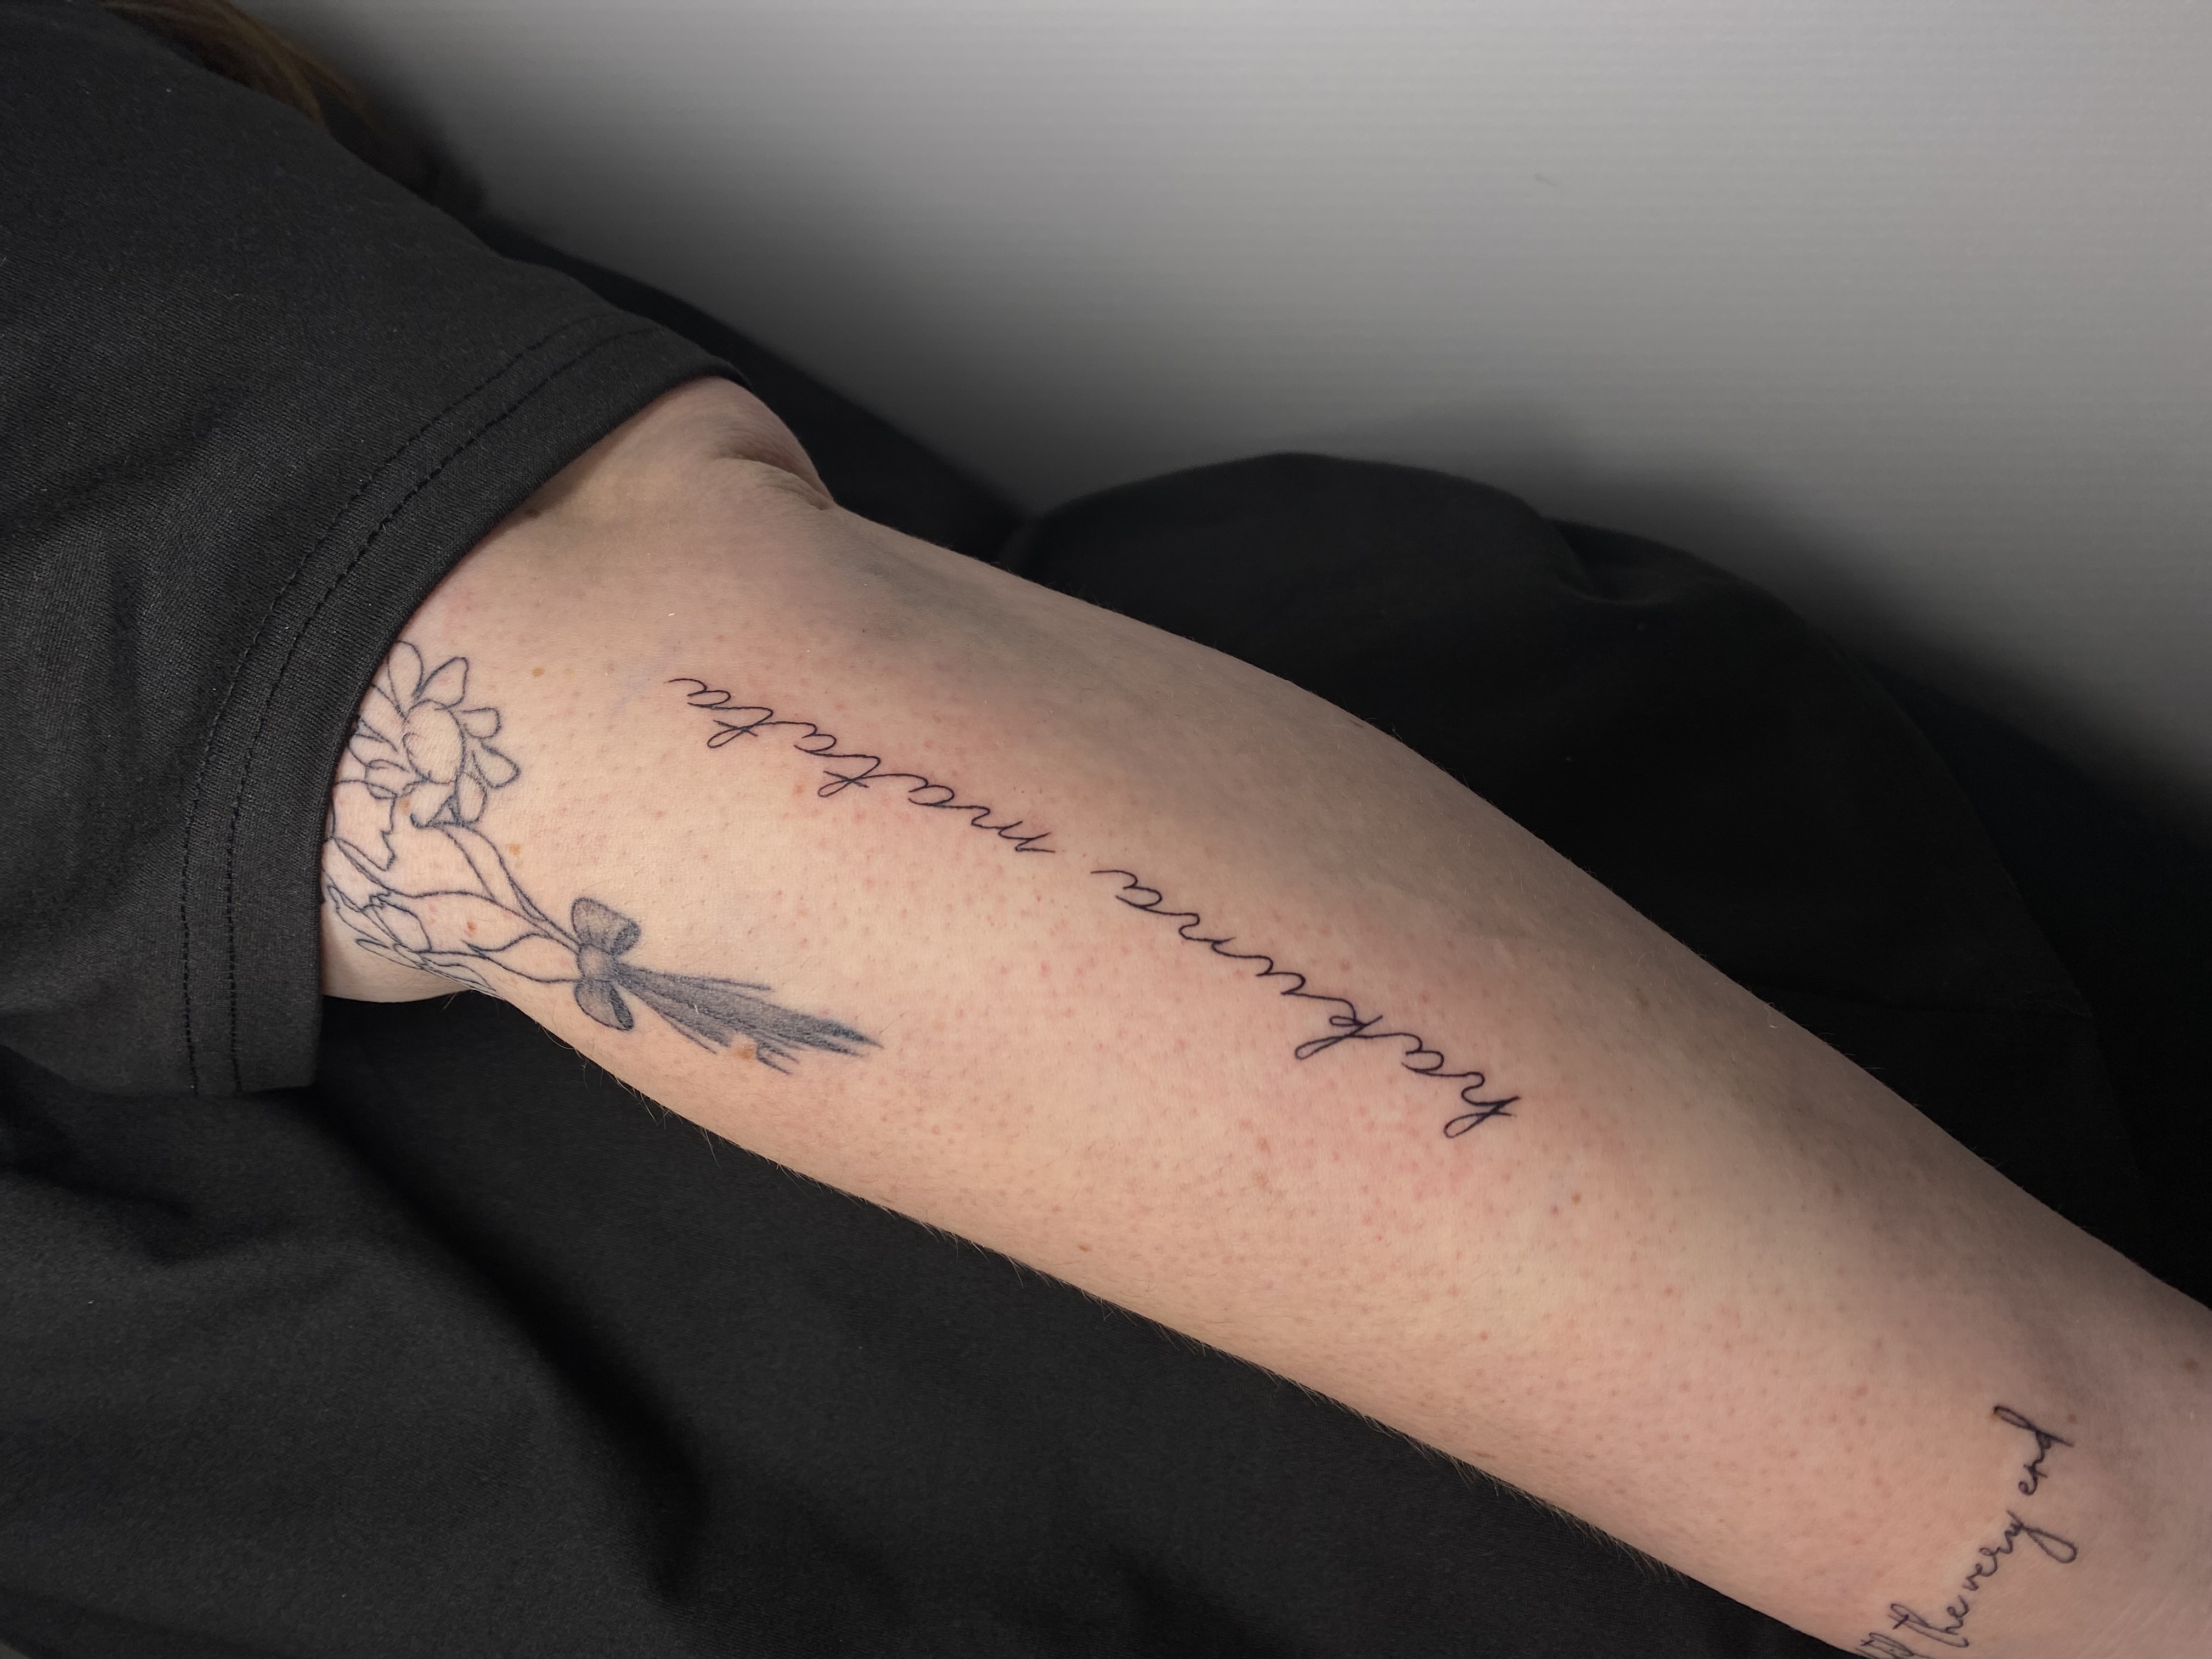 hakuna matata
the very end